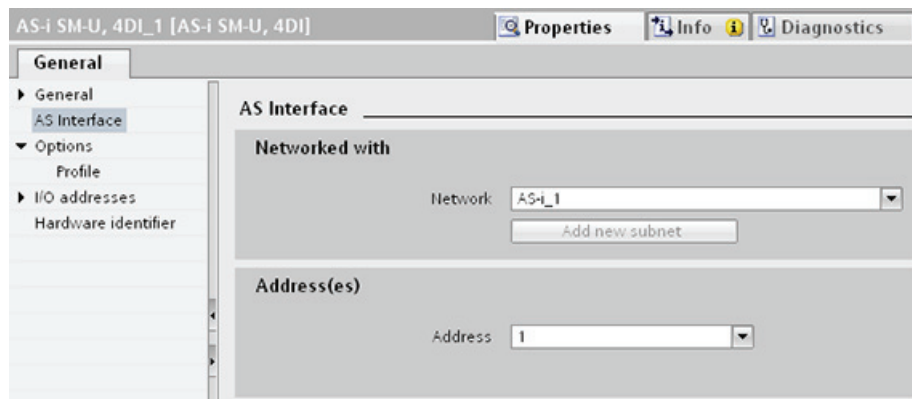 AS-i SM-U, 4DI_1 [AS-i SM-U, 4DI]
Properties
Info
Diagnostics
General
General
AS Interface
Options
Profile
I/O addresses
Hardware identifier
AS Interface
Networked with
Network AS-i_1
Add new subnet
Address(es)
Address 1